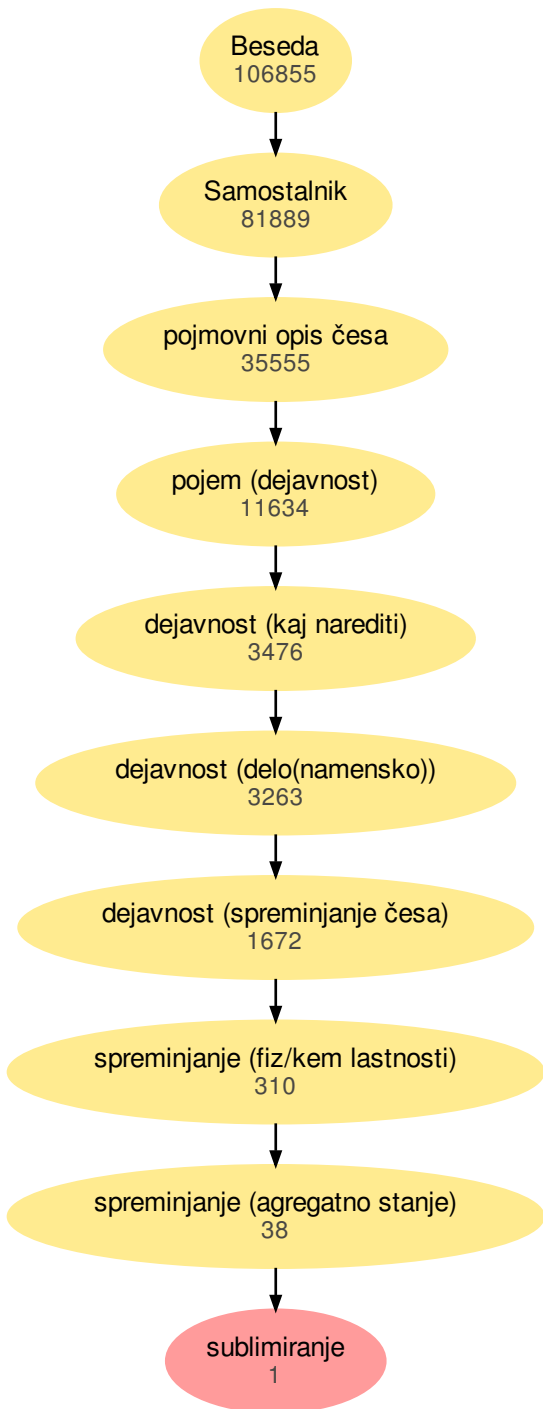 Beseda
106855
Samostalnik
81889
pojmovni opis česa
35555
pojem (dejavnost)
11634
dejavnost (kaj narediti)
3476
dejavnost (delo(namensko))
3263
dejavnost (spreminjanje česa)
1672
spreminjanje (fiz/kem lastnosti)
310
spreminjanje (agregatno stanje)
38
sublimiranje
1